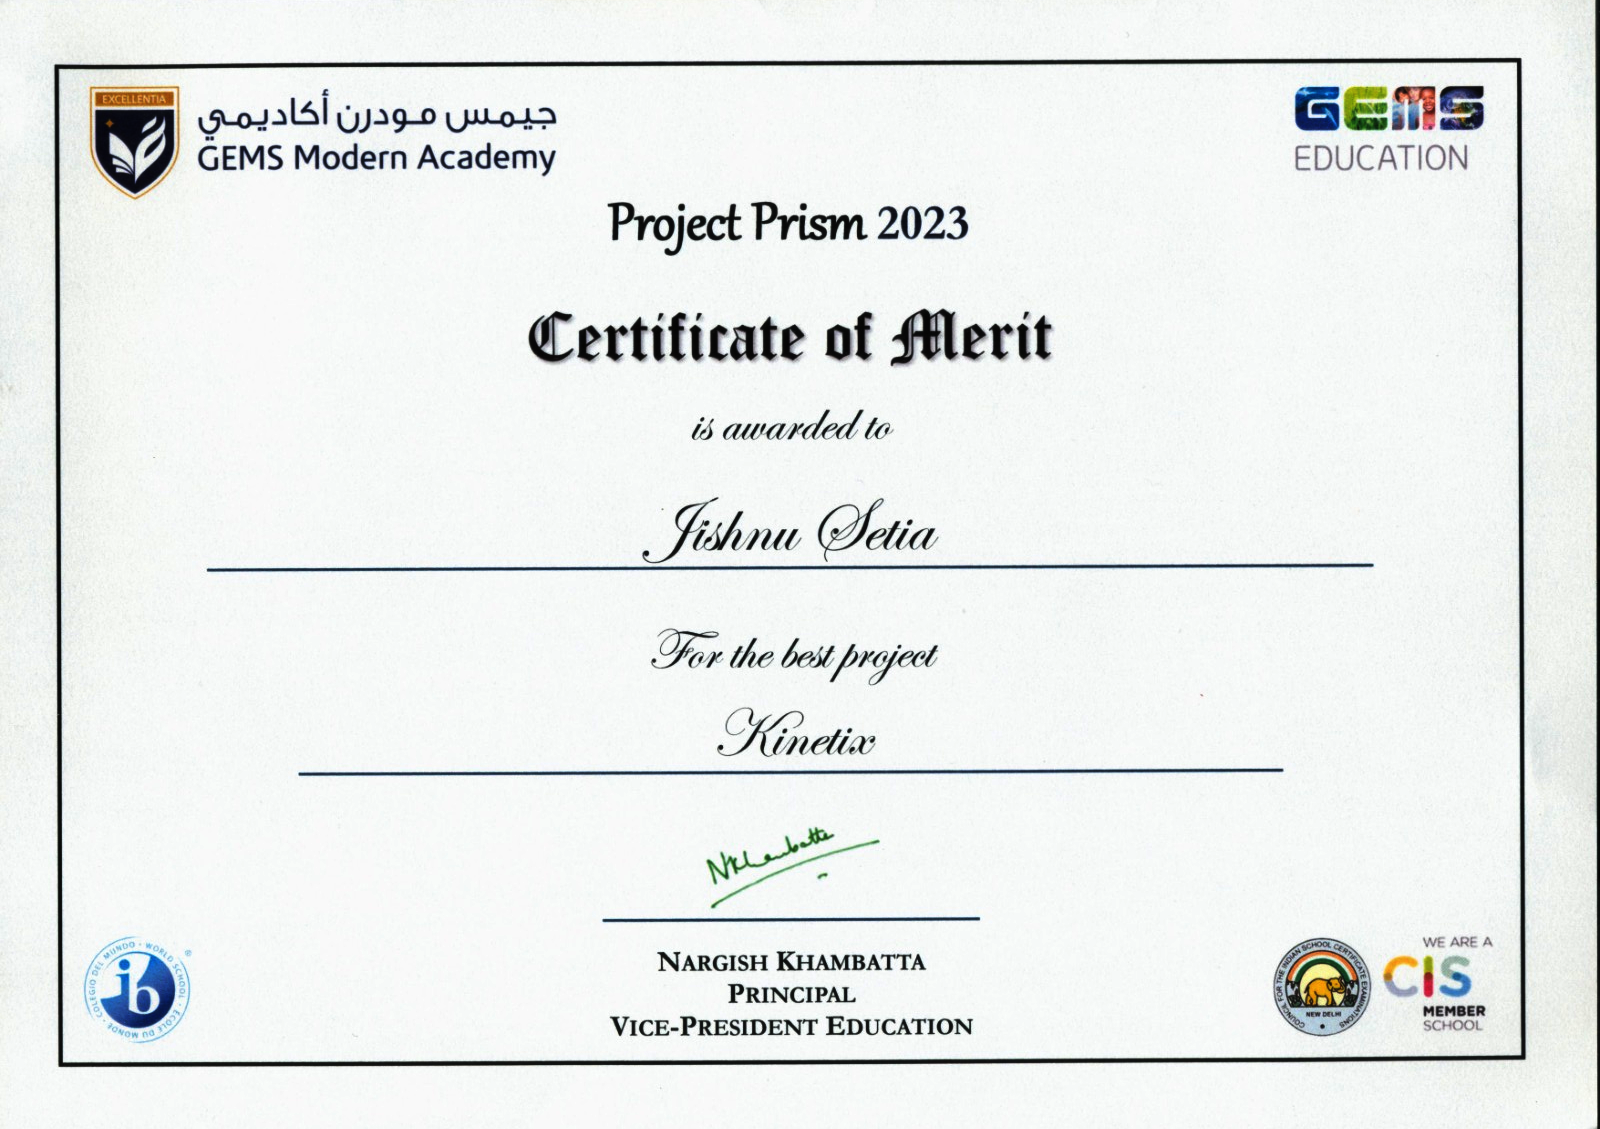 EXCELLENTIA
جيمس مودرن أكاديمي
GEMS Modern Academy
GEMS
EDUCATION
Project Prism 2023
Certificate of Merit
is awarded to
Jishnu Setia
For the best project
Kinetix
NKhambatta
NARGISH KHAMBATTA
PRINCIPAL
VICE-PRESIDENT EDUCATION
ib
COLEGIO DEL MUNDO · WORLD SCHOOL · ECOLE DU MONDE ·
®
COUNCIL FOR THE INDIAN SCHOOL CERTIFICATE EXAMINATIONS
NEW DELHI
WE ARE A
CIS
MEMBER
SCHOOL